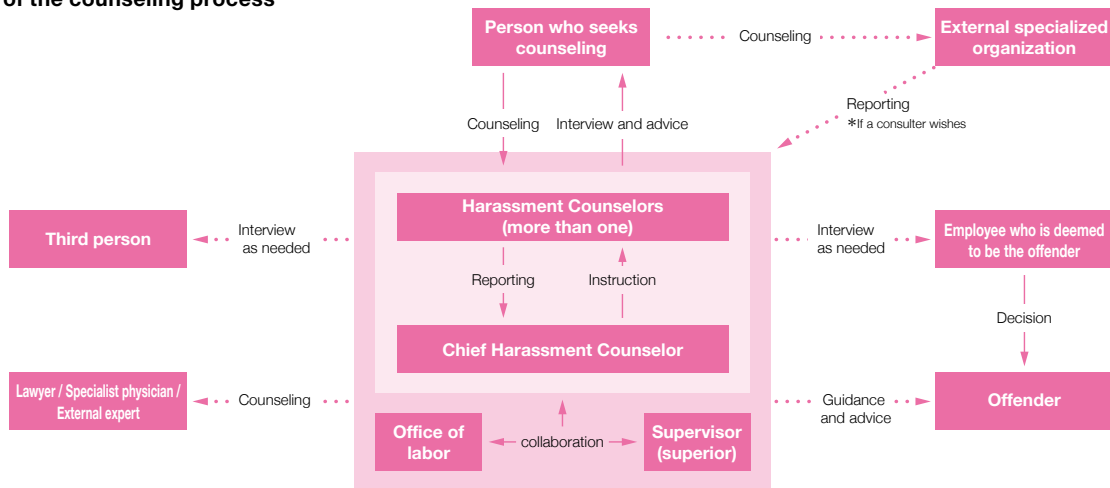 of the counseling process
Person who seeks
counseling
Counseling
External specialized
organization
Reporting
*If a consulter wishes
Counseling
Interview and advice
Harassment Counselors
(more than one)
Third person
Interview
as needed
Interview
as needed
Employee who is deemed
to be the offender
Reporting
Instruction
Decision
Chief Harassment Counselor
Lawyer / Specialist physician /
External expert
Counseling
Guidance
and advice
Offender
Office of
labor
collaboration
Supervisor
(superior)